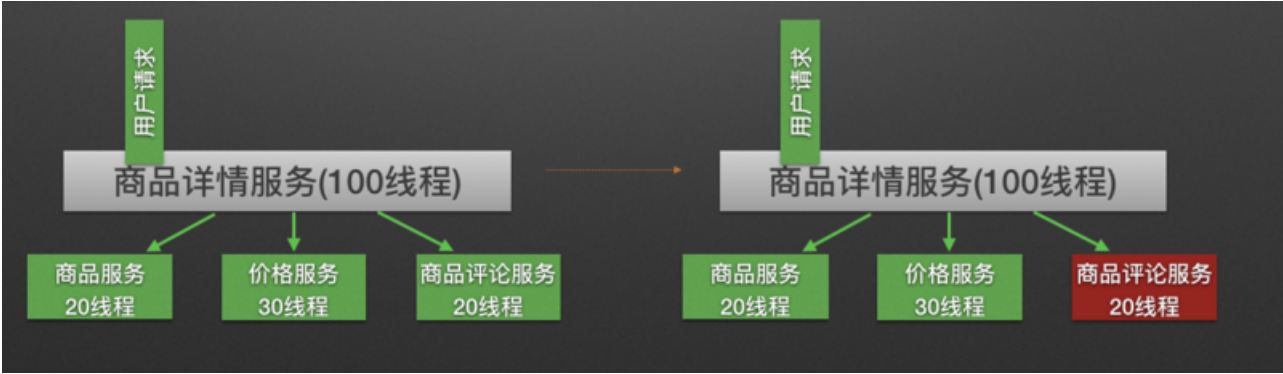 用户请求
商品详情服务(100线程)
商品服务
20线程
价格服务
30线程
商品评论服务
20线程
用户请求
商品详情服务(100线程)
商品服务
20线程
价格服务
30线程
商品评论服务
20线程